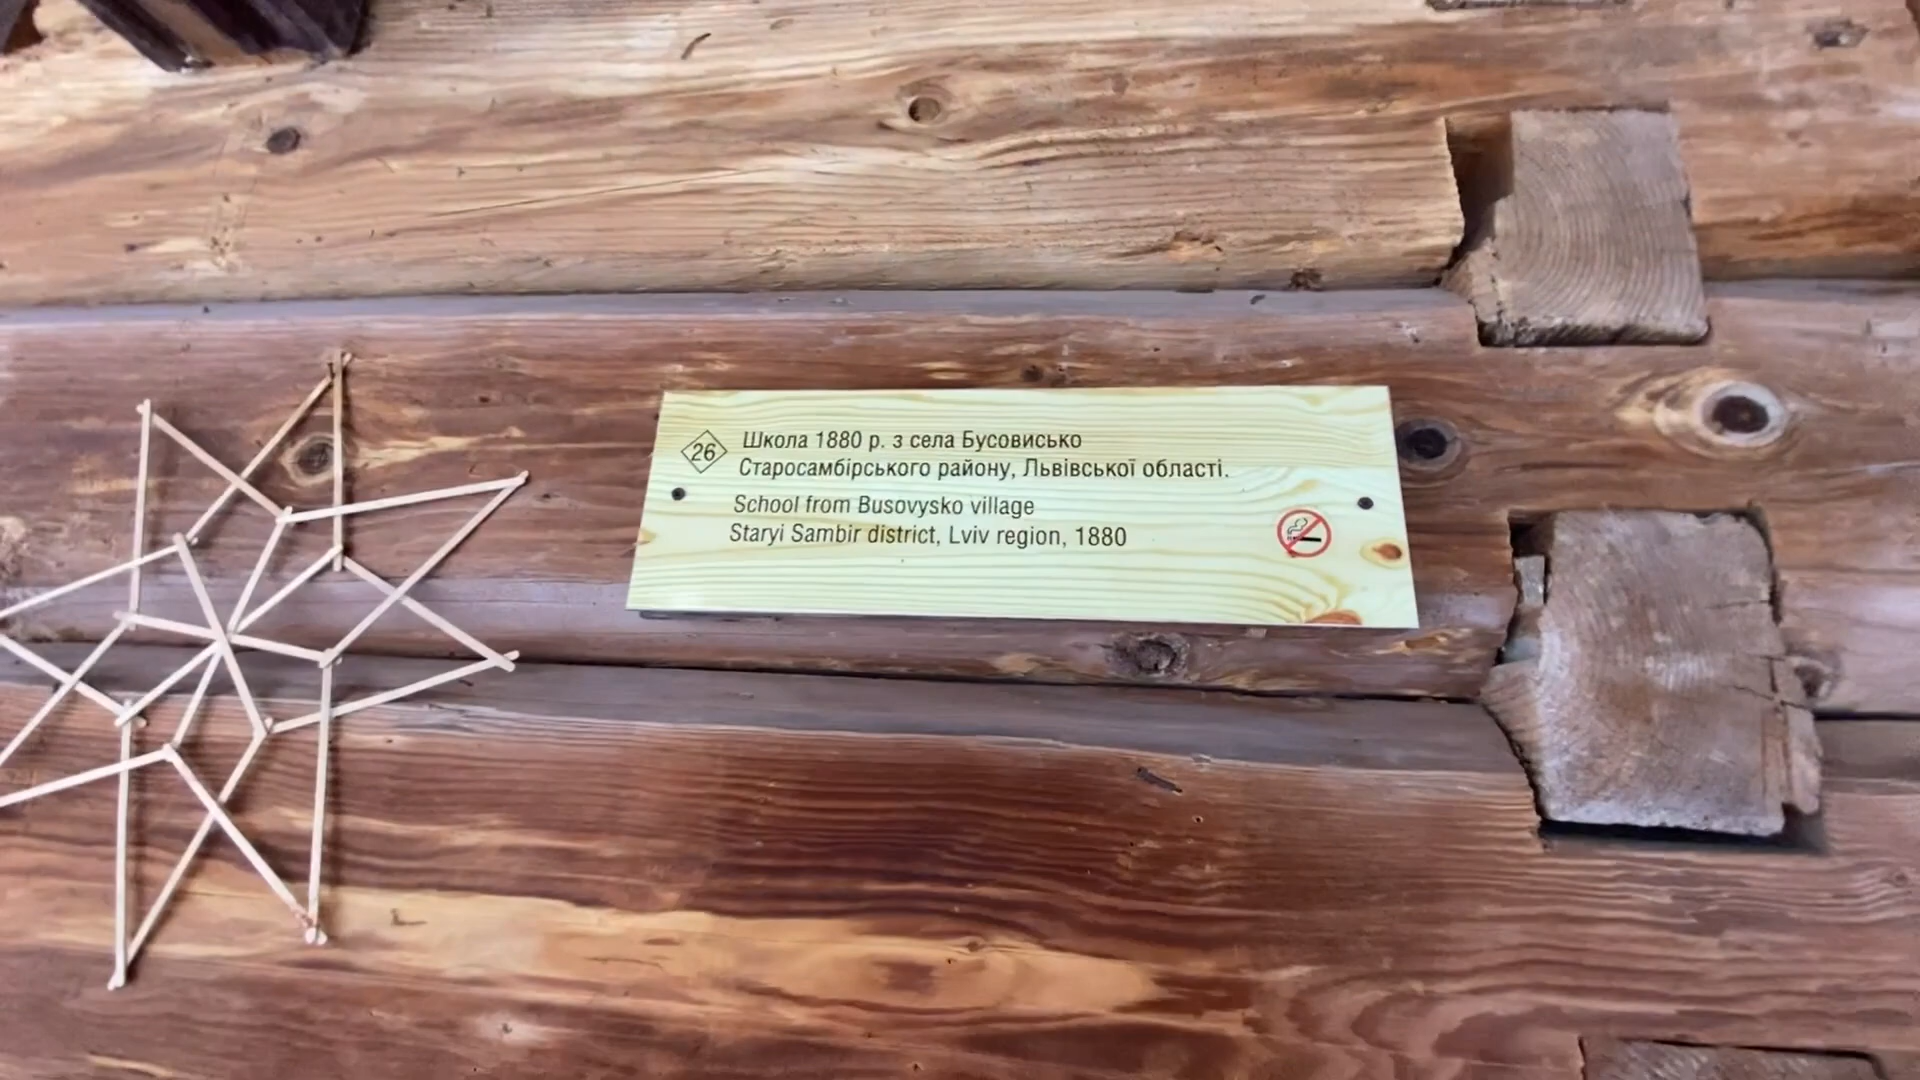 26
Школа 1880 р. з села Бусовисько
Старосамбірського району, Львівської області.
School from Busovysko village
Staryi Sambir district, Lviv region, 1880